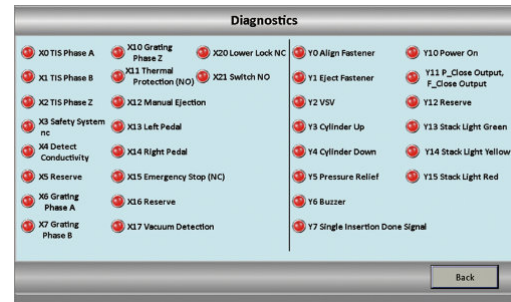 Diagnostics
X0 TIS Phase A
X1 TIS Phase B
X2 TIS Phase Z
X3 Safety System
nc
X4 Detect
Conductivity
X5 Reserve
X6 Grating
Phase A
X7 Grating
Phase B
X10 Grating
Phase Z
X11 Thermal
Protection (NO)
X12 Manual Ejection
X13 Left Pedal
X14 Right Pedal
X15 Emergency Stop (NC)
X16 Reserve
X17 Vacuum Detection
X20 Lower Lock NC
X21 Switch NO
Y0 Align Fastener
Y1 Eject Fastener
Y2 VSV
Y3 Cylinder Up
Y4 Cylinder Down
Y5 Pressure Relief
Y6 Buzzer
Y7 Single Insertion Done Signal
Y10 Power On
Y11 P_Close Output,
F_Close Output
Y12 Reserve
Y13 Stack Light Green
Y14 Stack Light Yellow
Y15 Stack Light Red
Back